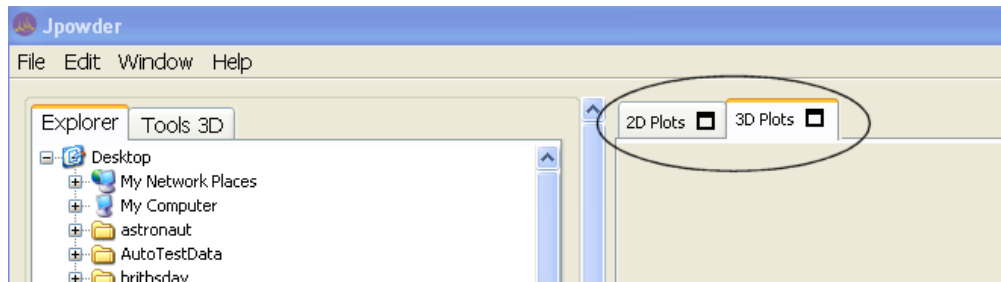 Jpowder
File Edit Window Help
Explorer Tools 3D
2D Plots 3D Plots
Desktop
My Network Places
My Computer
astronaut
AutoTestData
brithsday